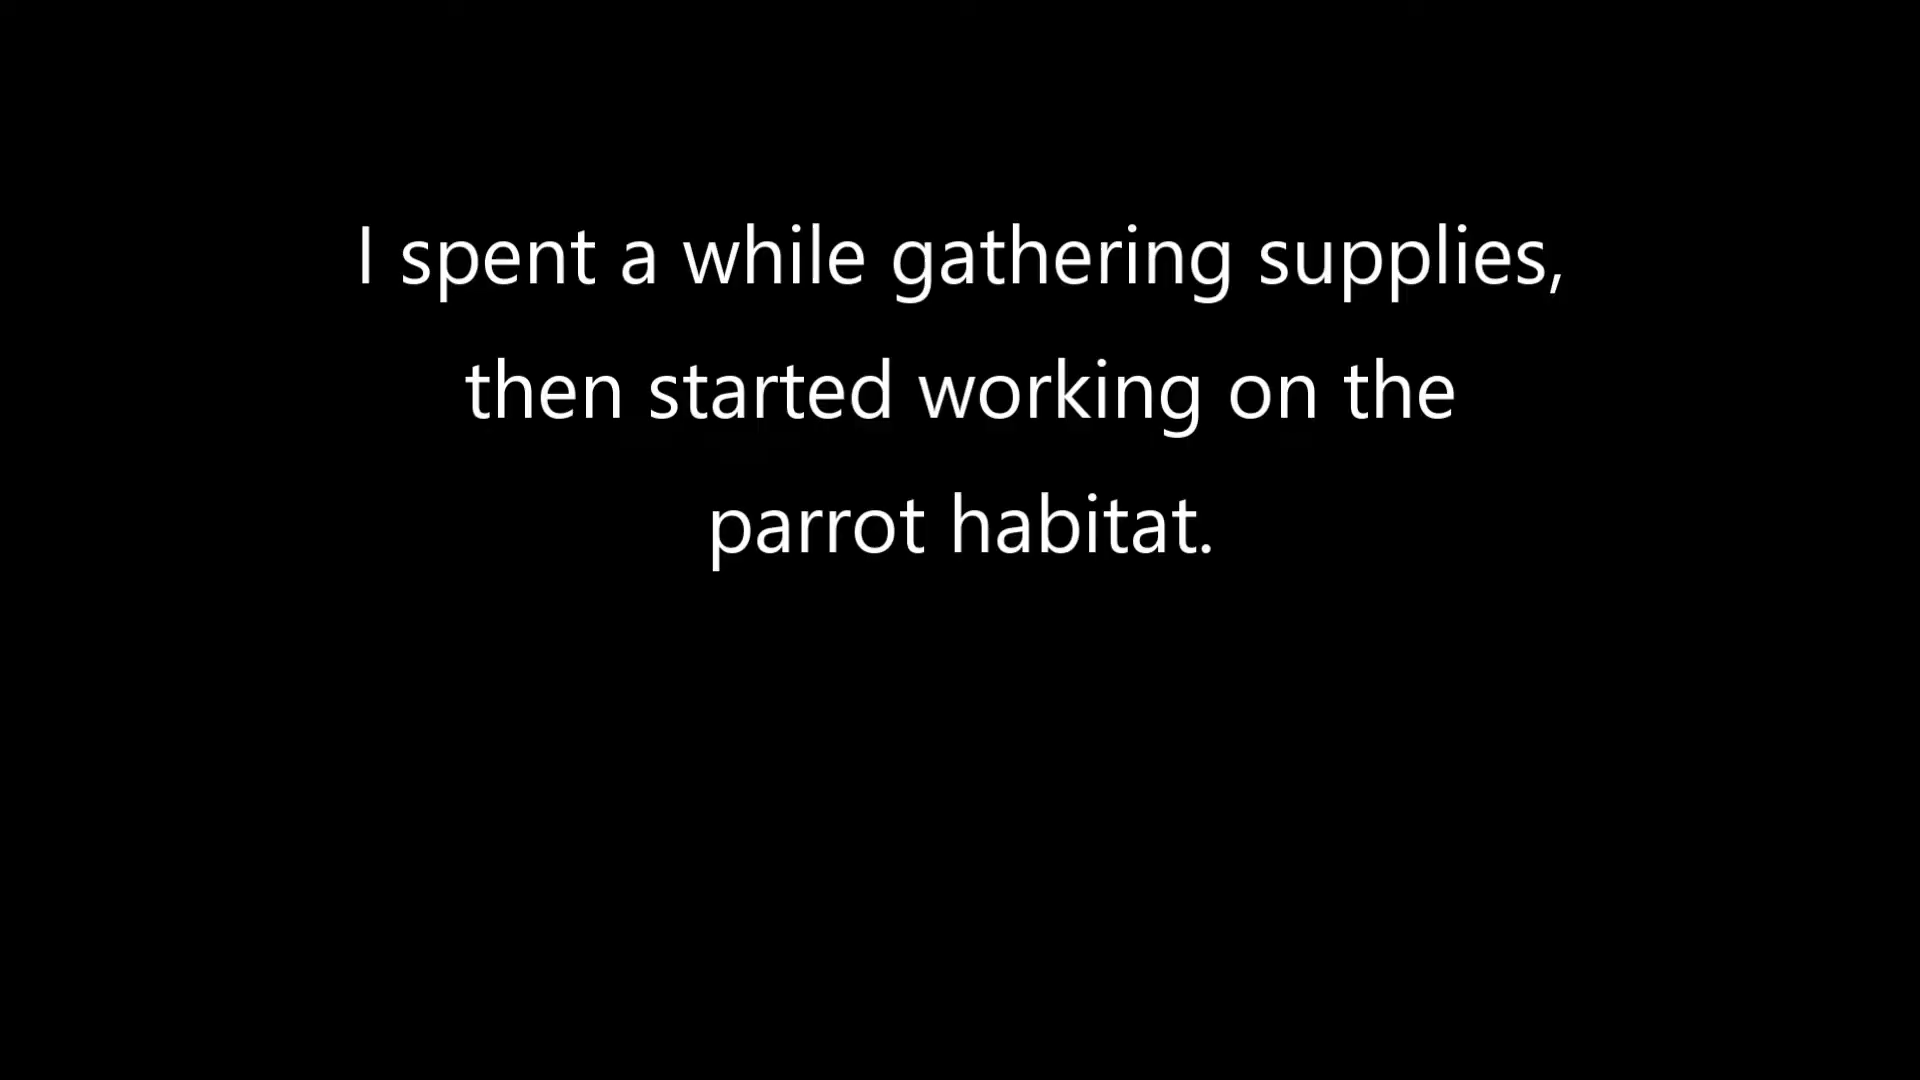 I spent a while gathering supplies,
then started working on the
parrot habitat.